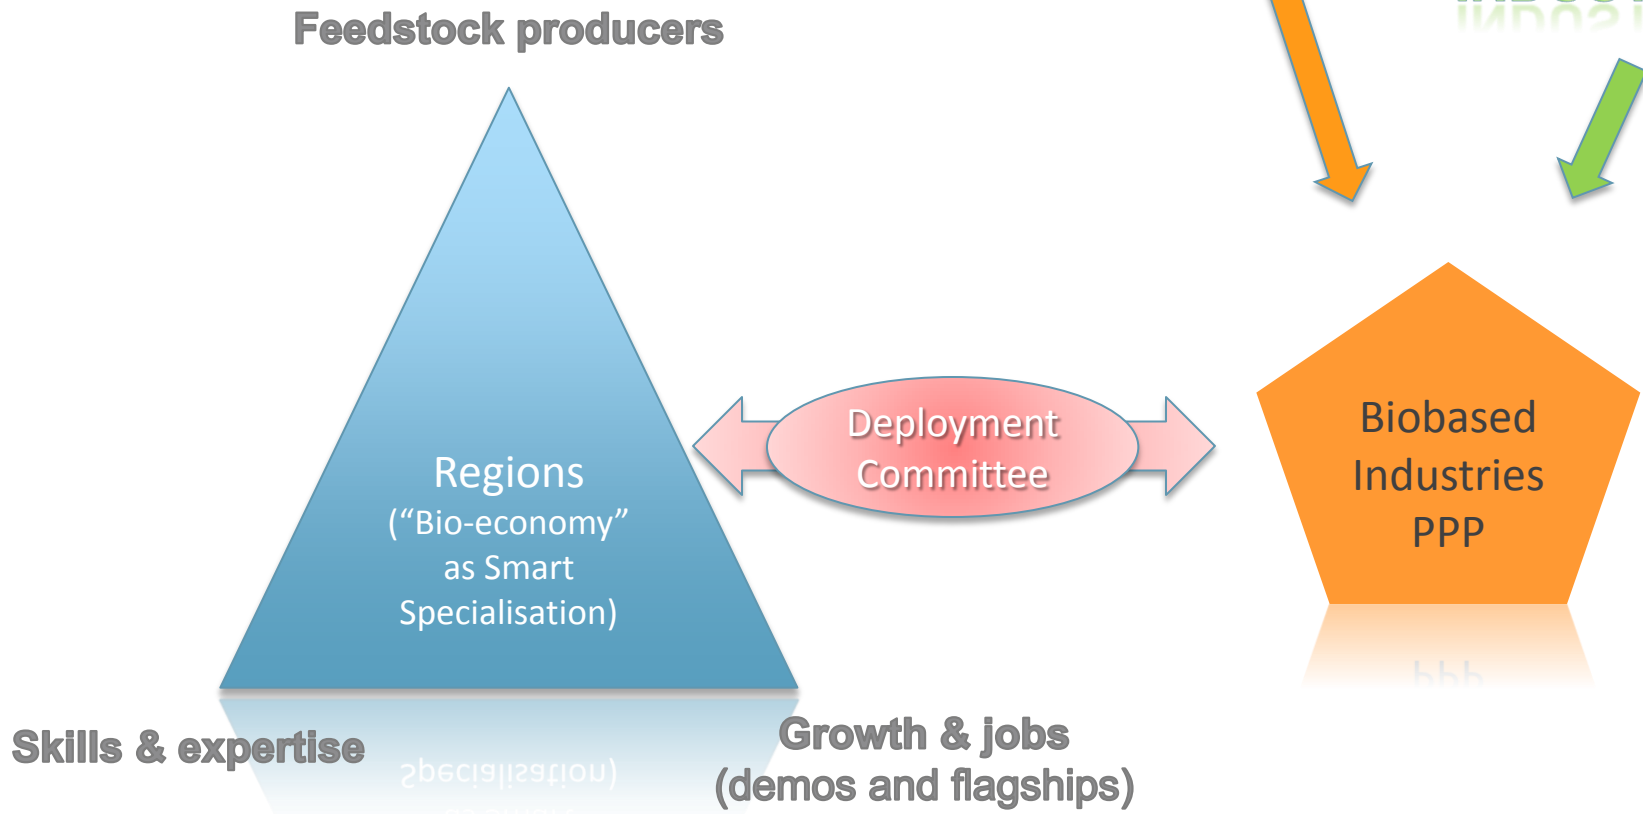 Feedstock producers
Regions
(“Bio-economy”
as Smart
Specialisation)
Deployment
Committee
Biobased
Industries
PPP
Skills & expertise
Growth & jobs
(demos and flagships)